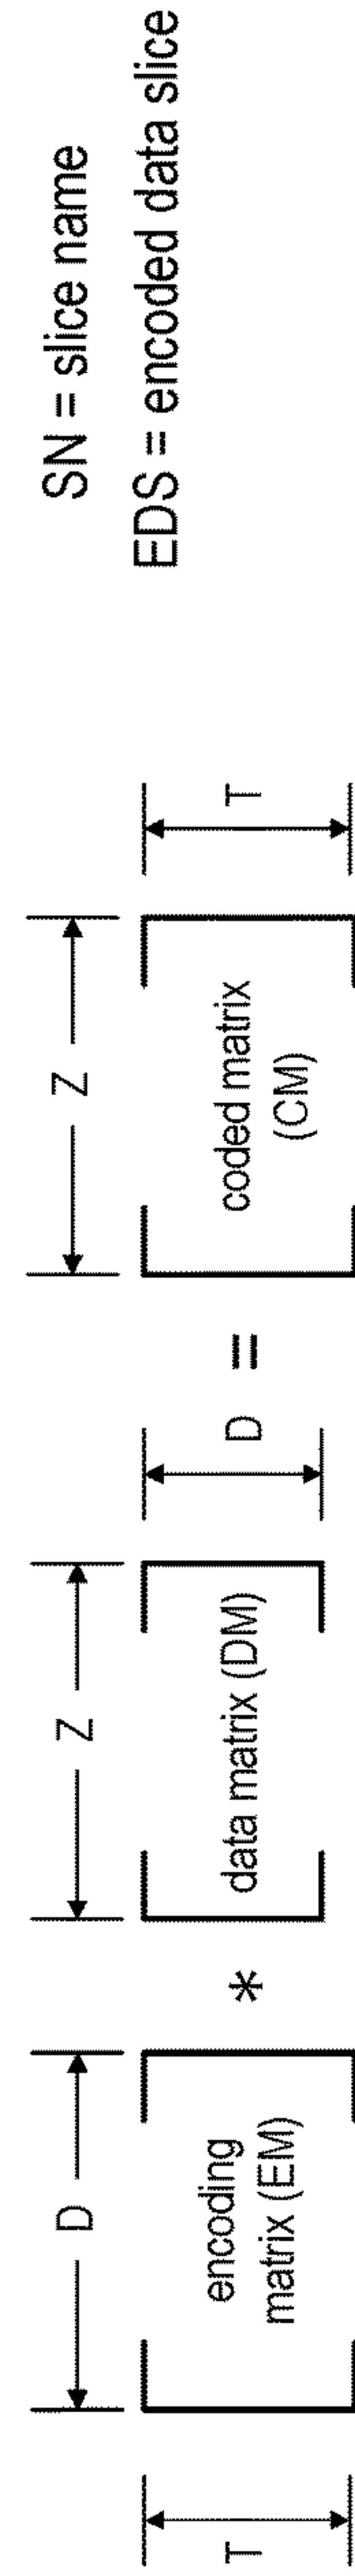 SN = slice name
EDS = encoded data slice
D
Z
Z
T
encoding
matrix (EM)
*
data matrix (DM)
D
=
coded matrix
(CM)
T